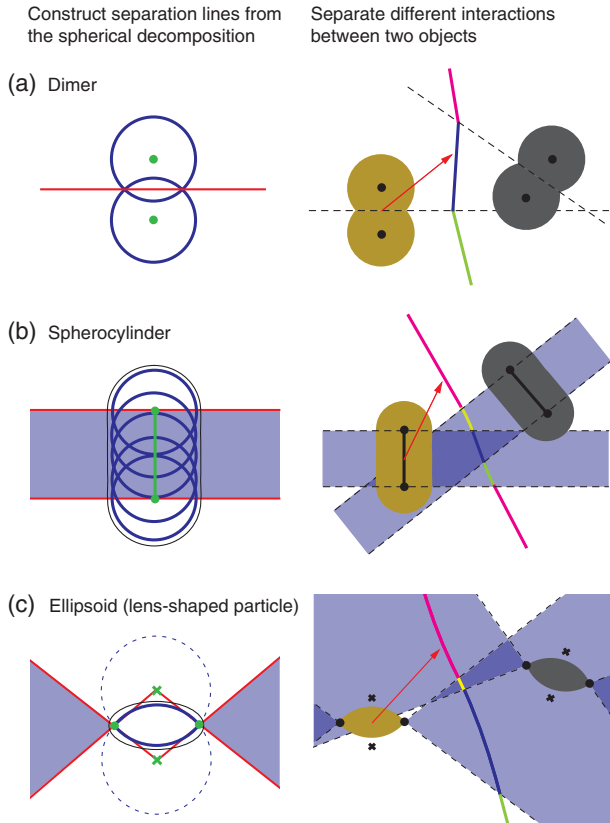 Construct separation lines from
the spherical decomposition
Separate different interactions
between two objects
(a) Dimer
(b) Spherocylinder
(c) Ellipsoid (lens-shaped particle)